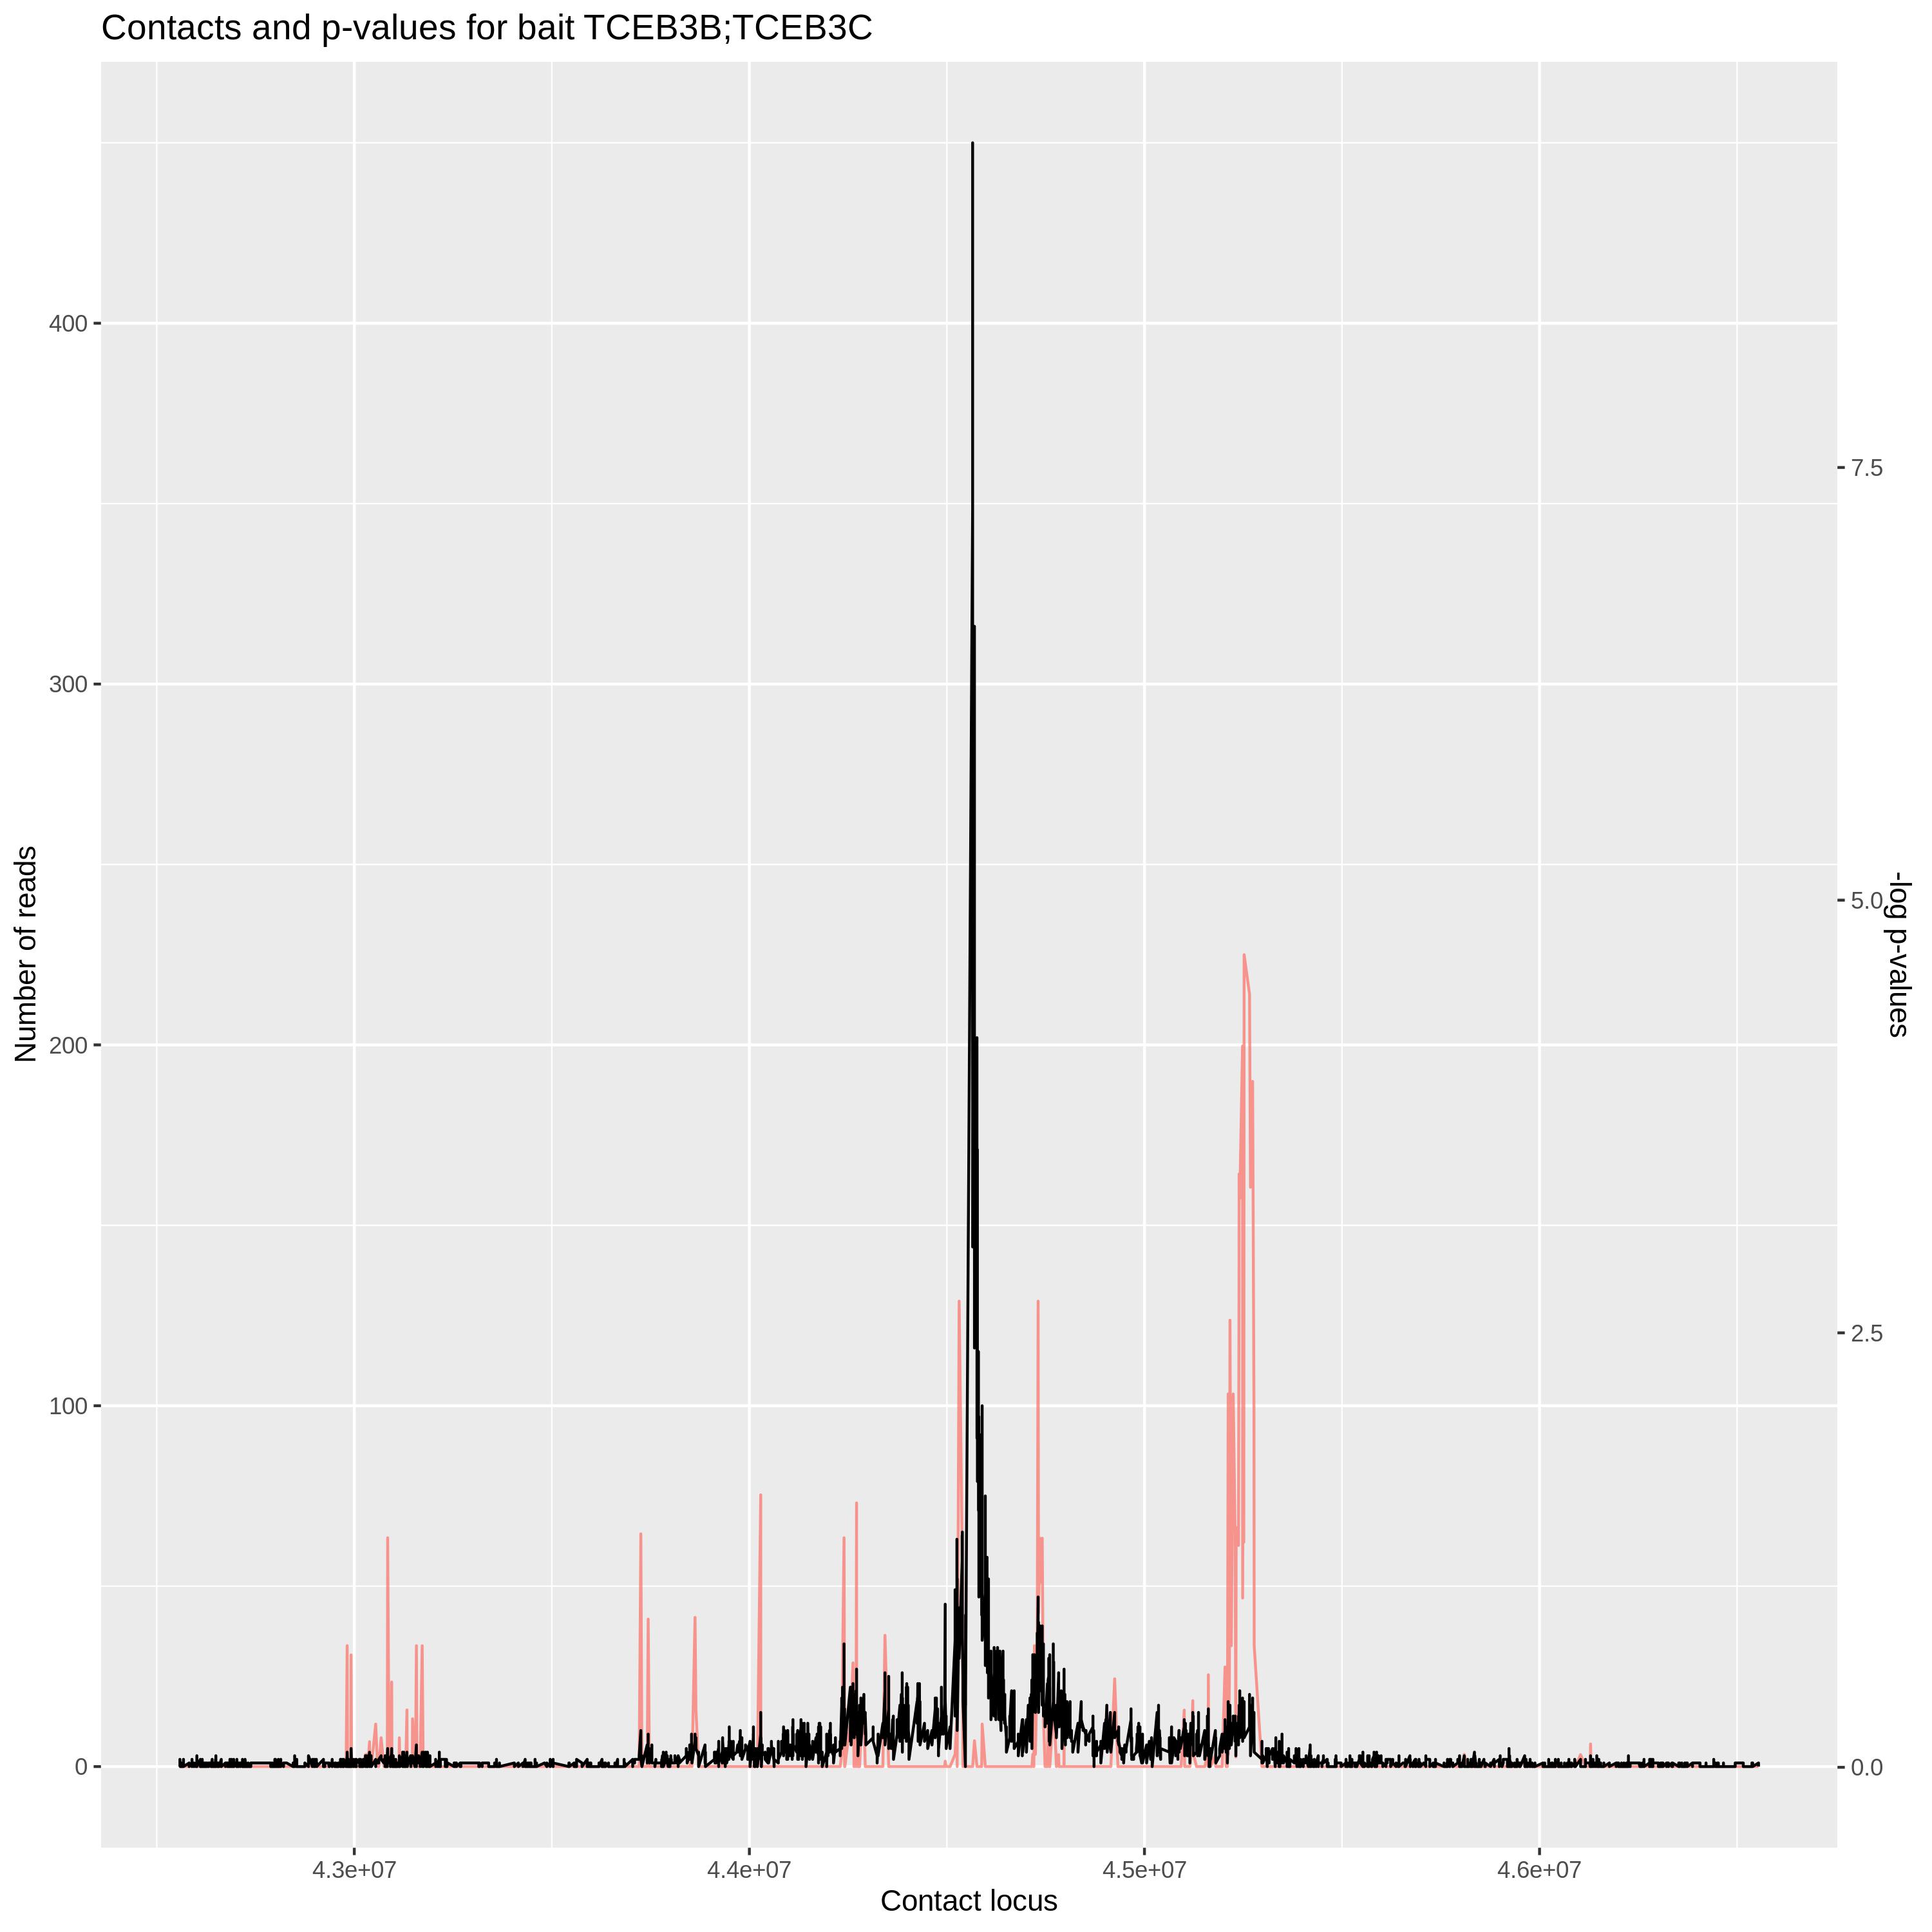 Contacts and p-values for bait TCEB3B;TCEB3C
400
300
200
100
0
Number of reads
7.5
5.0
2.5
0.0
-log p-values
4.3e+07
4.4e+07
4.5e+07
4.6e+07
Contact locus